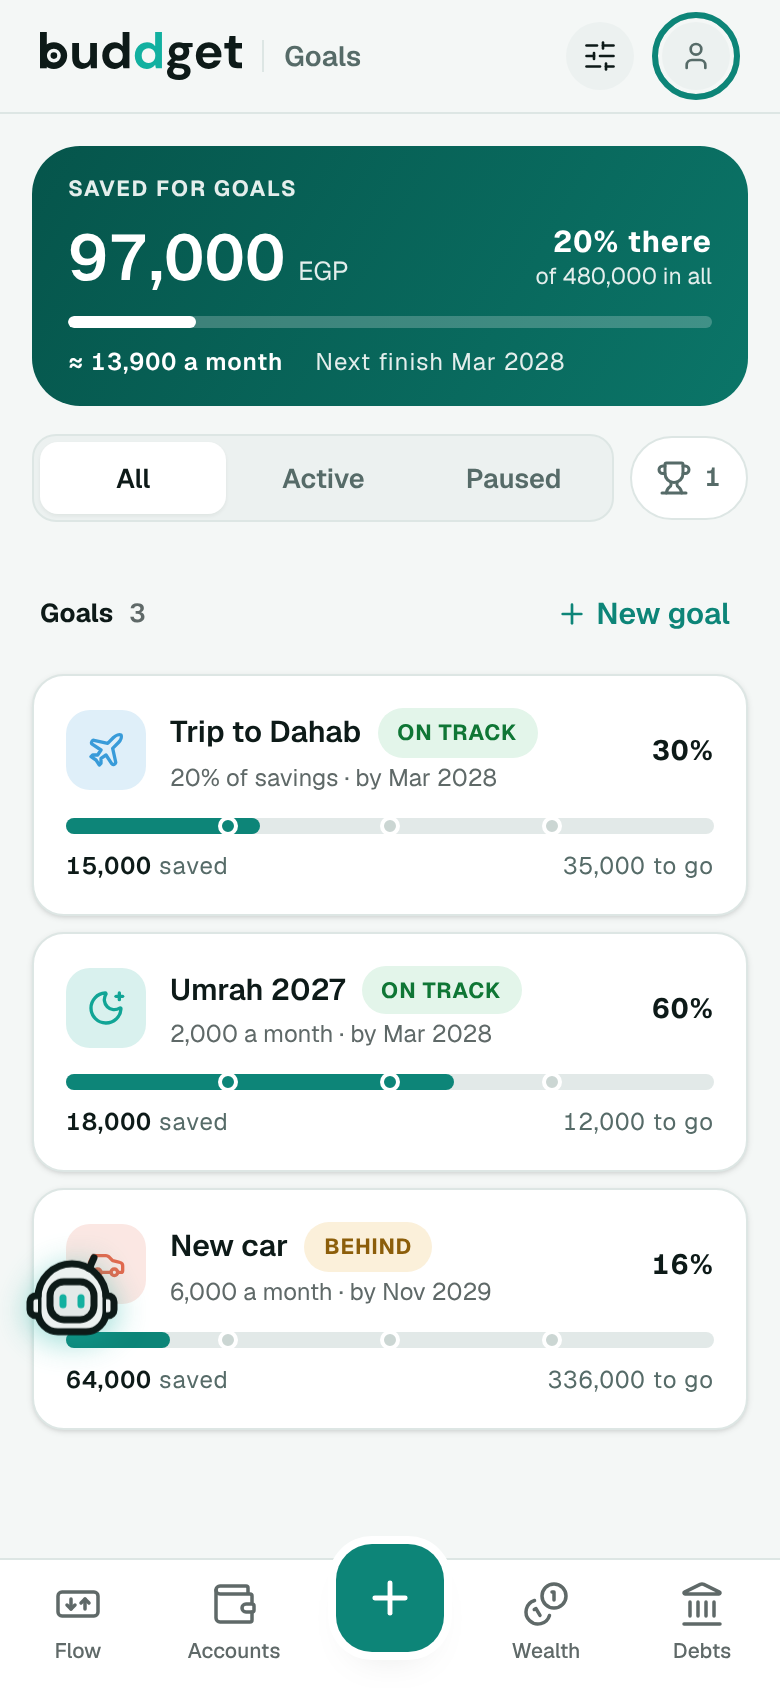 buddget Goals
SAVED FOR GOALS
97,000 EGP
20% there
of 480,000 in all
≈ 13,900 a month Next finish Mar 2028
All Active Paused 1
Goals 3 + New goal
Trip to Dahab ON TRACK 30%
20% of savings · by Mar 2028
15,000 saved 35,000 to go
Umrah 2027 ON TRACK 60%
2,000 a month · by Mar 2028
18,000 saved 12,000 to go
New car BEHIND 16%
6,000 a month · by Nov 2029
64,000 saved 336,000 to go
Flow Accounts Wealth Debts